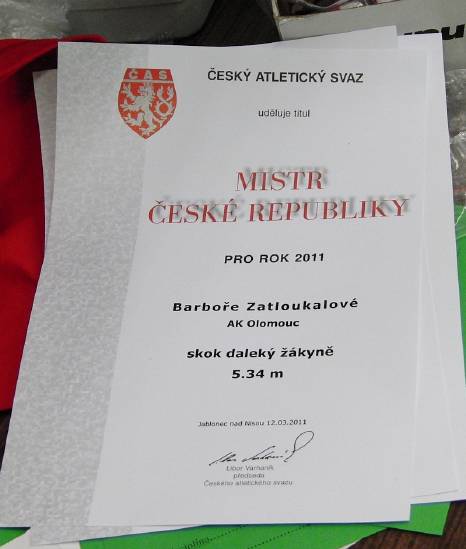 ČAS
ČESKÝ ATLETICKÝ SVAZ
uděluje titul
MISTR
ČESKÉ REPUBLIKY
PRO ROK 2011
Barboře Zatloukalové
AK Olomouc
skok daleký žákyně
5.34 m
Jablonec nad Nisou 12.03.2011
Libor Varhaník
předseda
Českého atletického svazu